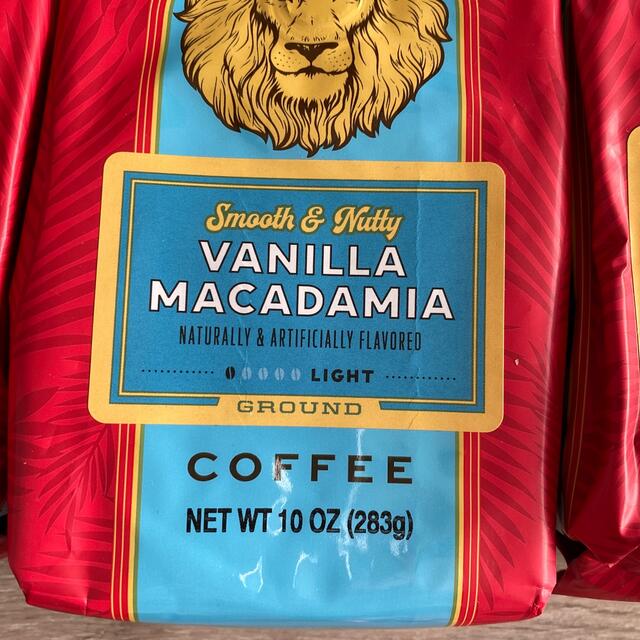 Smooth & Nutty
VANILLA
MACADAMIA
NATURALLY & ARTIFICIALLY FLAVORED
LIGHT
GROUND
COFFEE
NET WT 10 OZ (283g)